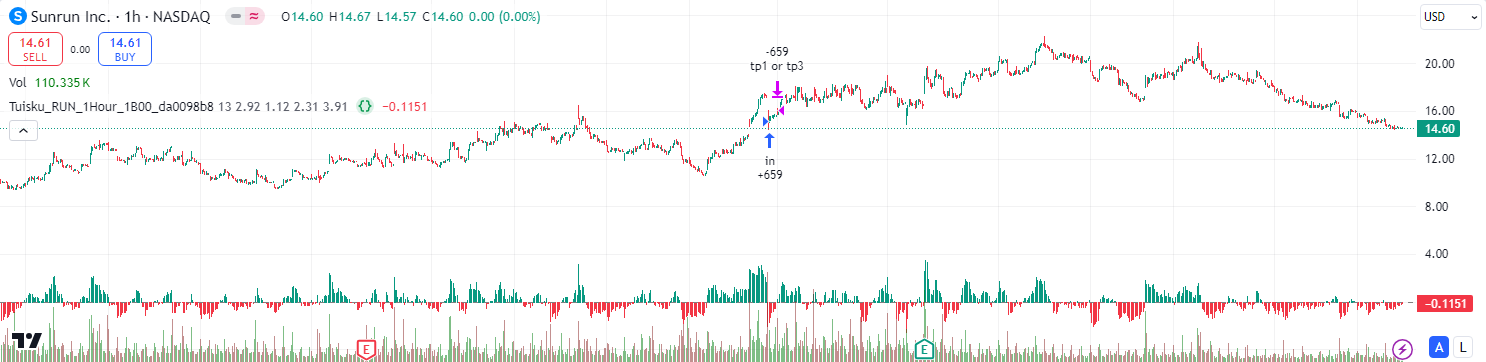 S Sunrun Inc. · 1h · NASDAQ
O14.60 H14.67 L14.57 C14.60 0.00 (0.00%)
USD
14.61
SELL
0.00
14.61
BUY
Vol 110.335 K
Tuisku_RUN_1Hour_1B00_da0098b8 13 2.92 1.12 2.31 3.91 {} −0.1151
-659
tp1 or tp3
in
+659
20.00
16.00
14.60
12.00
8.00
4.00
−0.1151
E
E
A
L